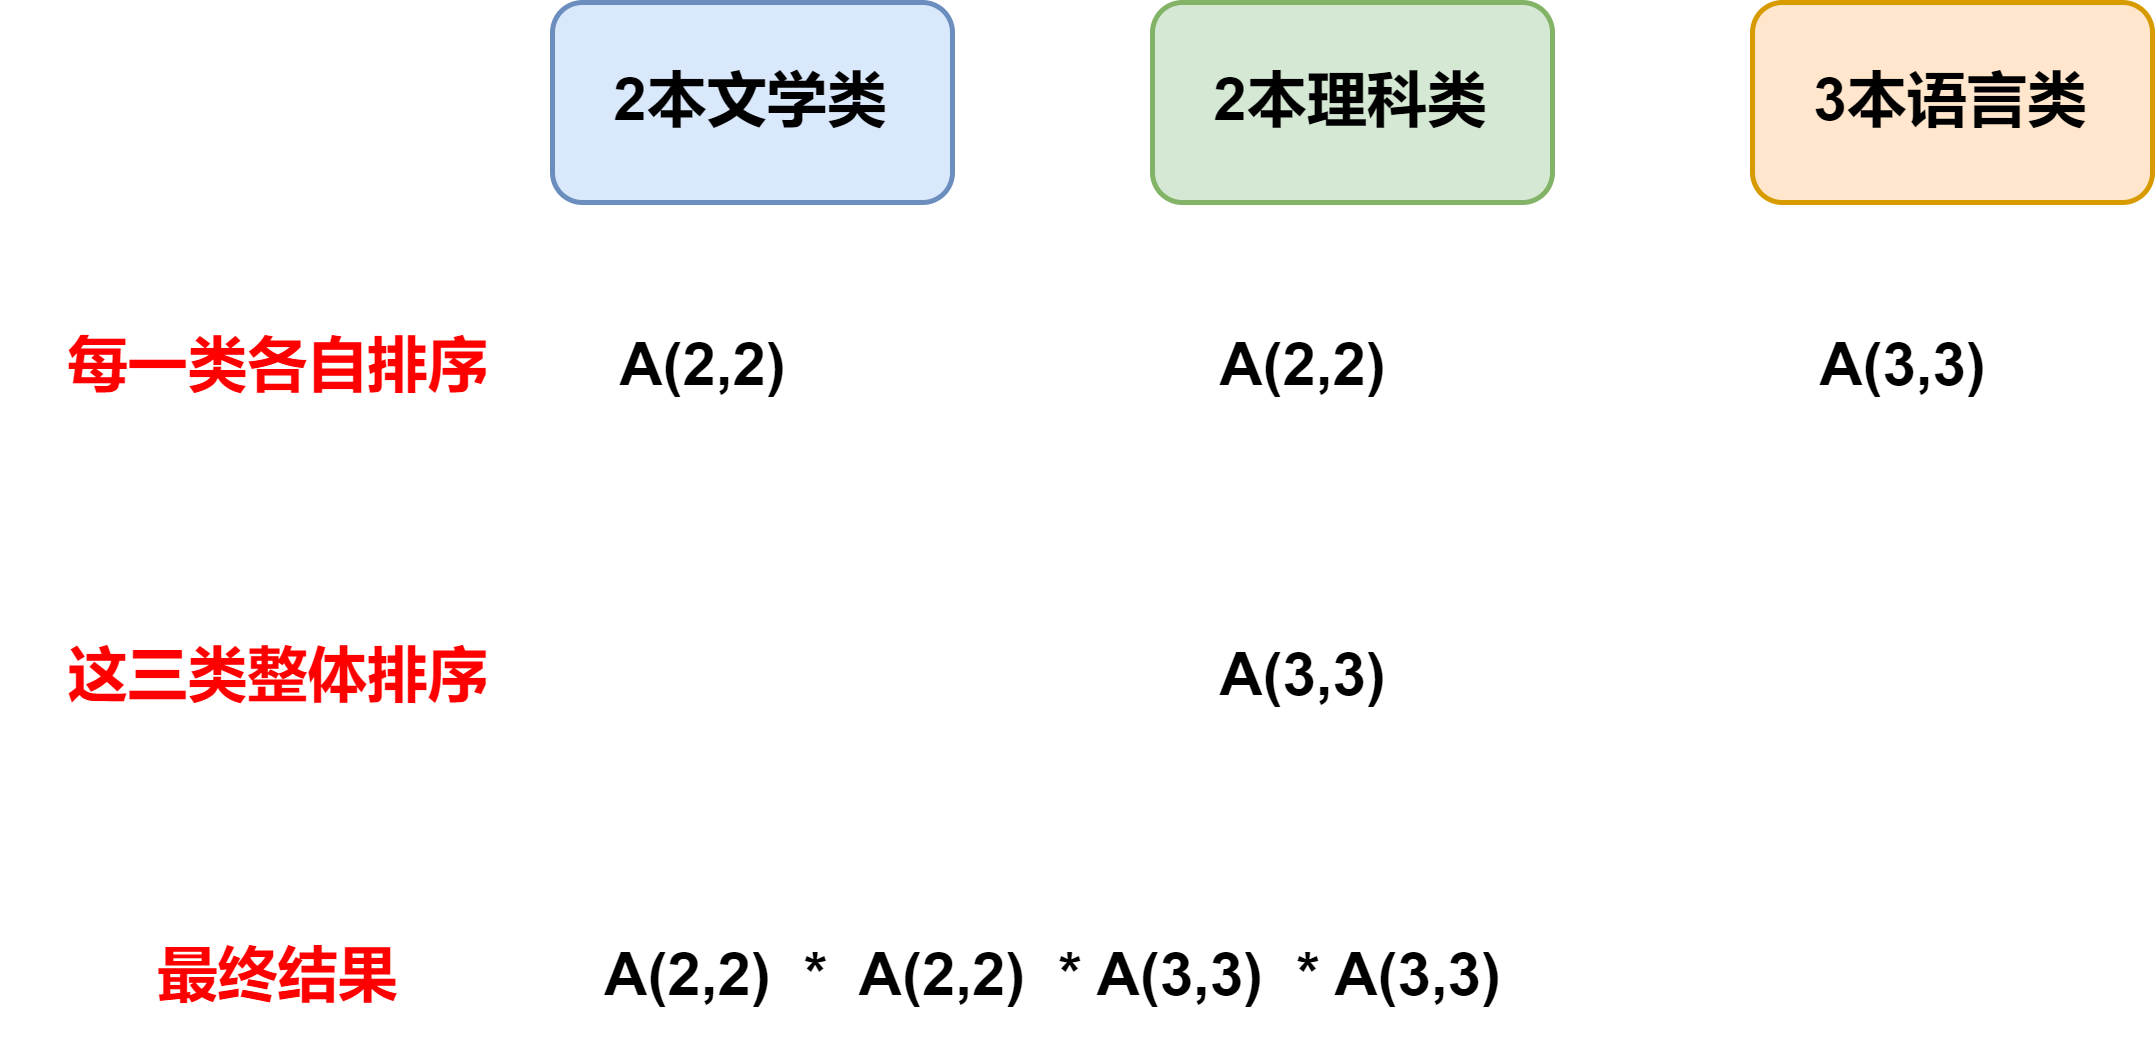 2本文学类 2本理科类 3本语言类
每一类各自排序 A(2,2) A(2,2) A(3,3)
这三类整体排序 A(3,3)
最终结果 A(2,2) * A(2,2) * A(3,3) * A(3,3)